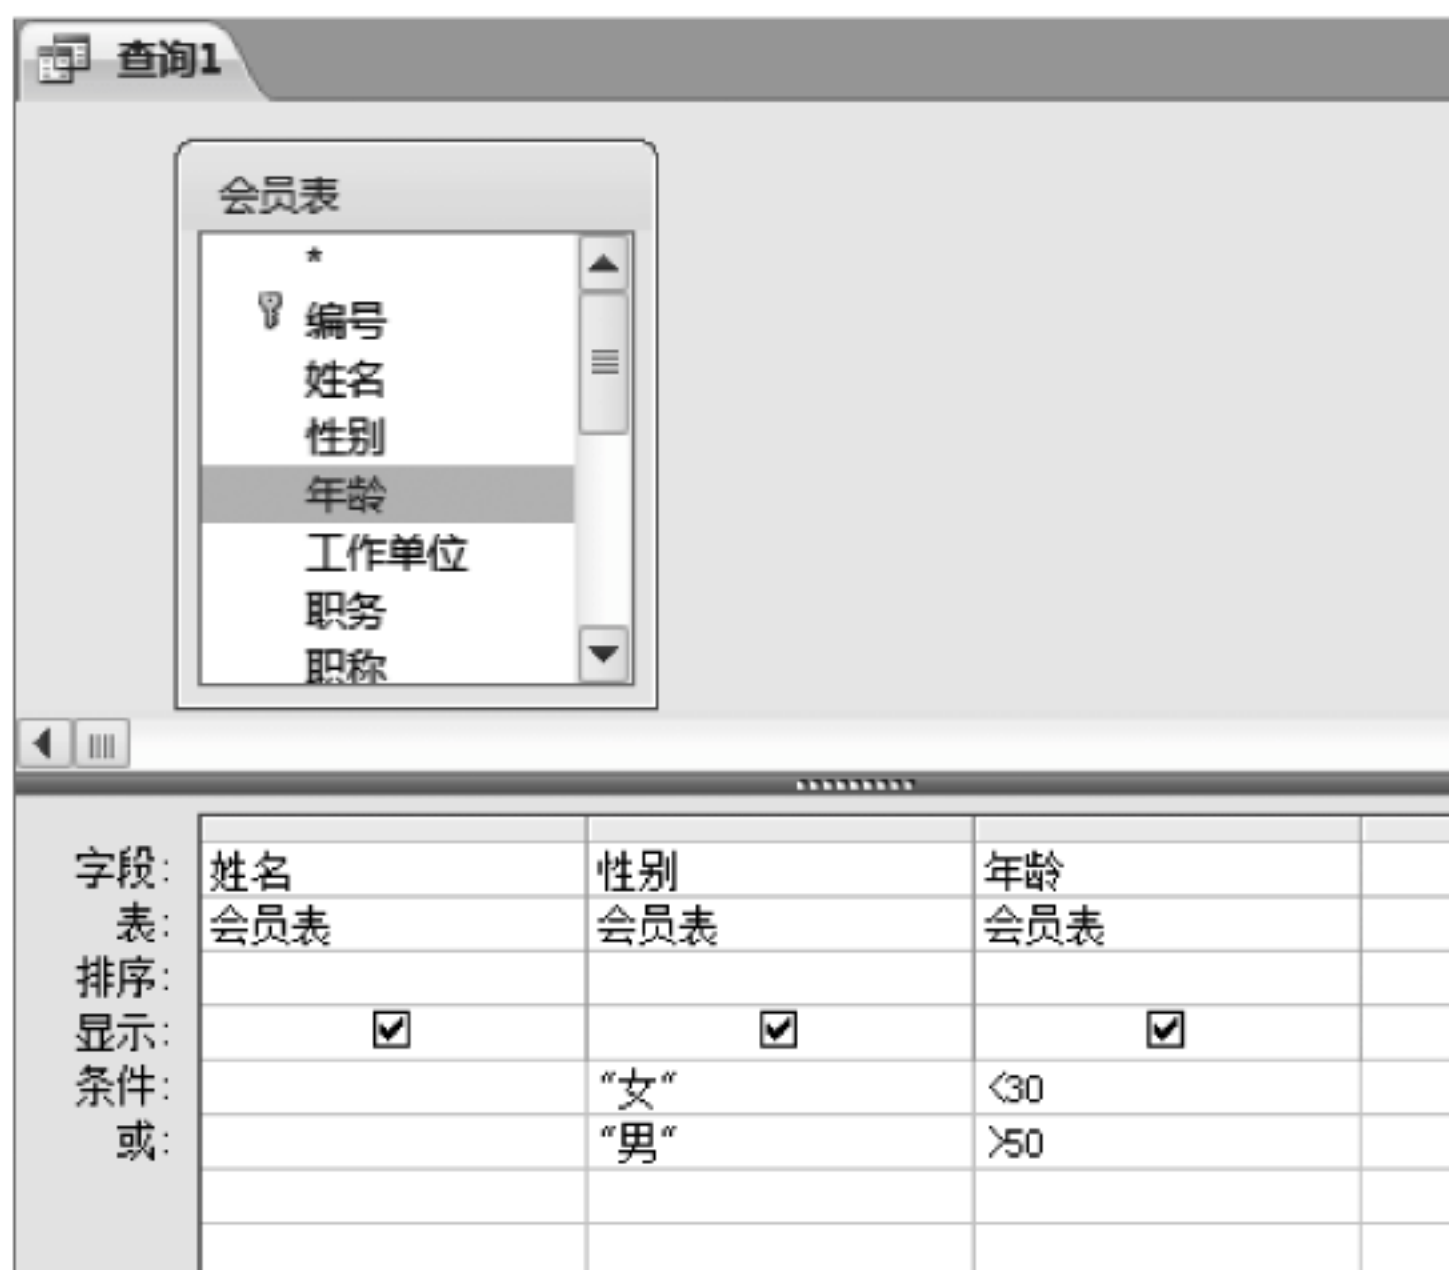 查询1
会员表
*
编号
姓名
性别
年龄
工作单位
职务
职称
字段: 姓名 性别 年龄
表: 会员表 会员表 会员表
排序:
显示:
条件: "女" <30
或: "男" >50